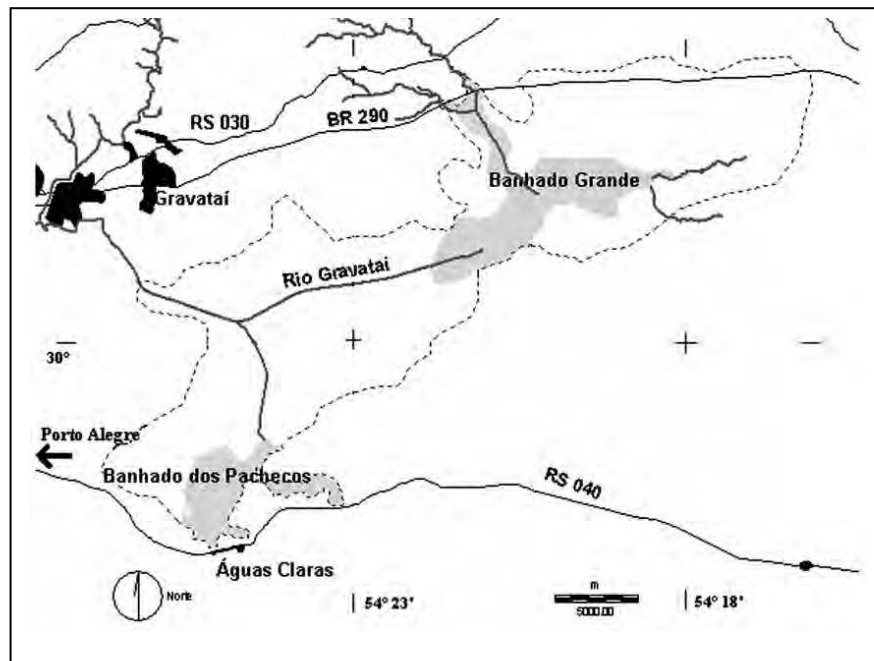 RS 030
BR 290
Gravataí
Banhado Grande
Rio Gravataí
30°
Porto Alegre
Banhado dos Pachecos
RS 040
Águas Claras
Norte
54° 23'
m
5000.00
54° 18'